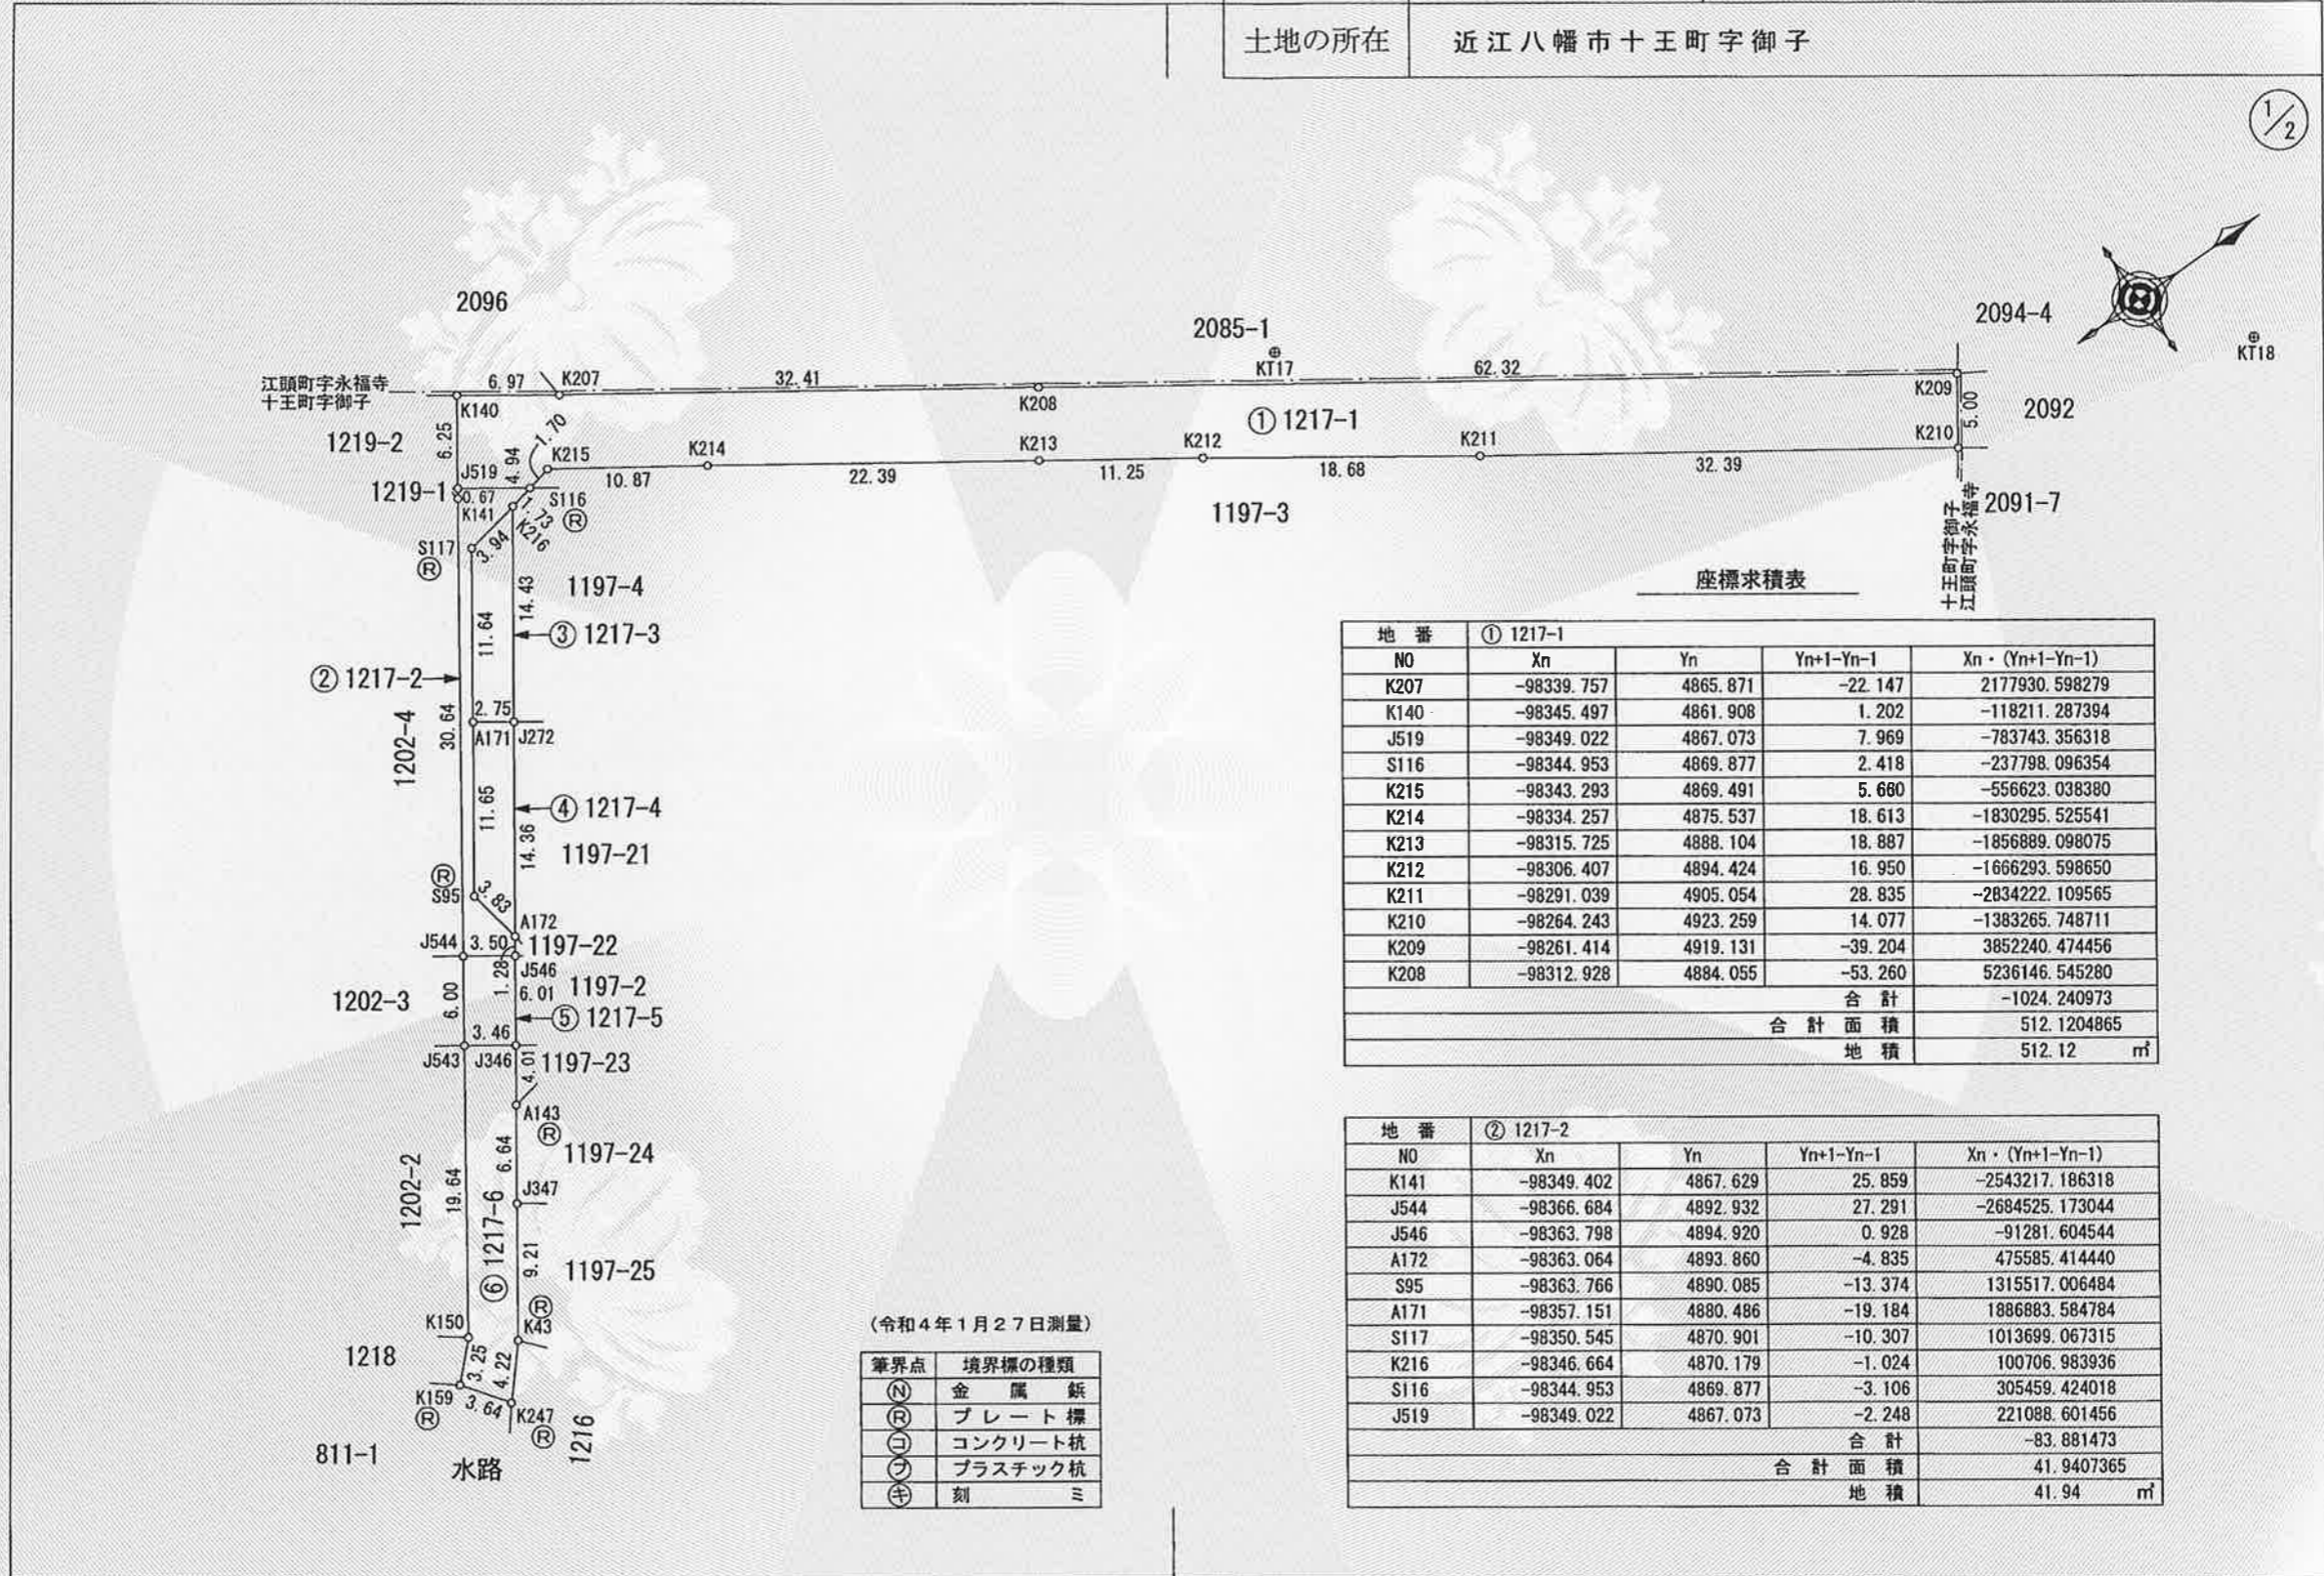 土地の所在 近江八幡市十王町字御子
1/2
2096
2085-1
2094-4
KT17
KT18
江頭町字永福寺
十王町字御子
6.97 K207 32.41 62.32
K140 K208 K209
1219-2 6.25 1.70 ① 1217-1 5.00 2092
4.94 K215 K214 K213 K212 K211 K210
J519 10.87 22.39 11.25 18.68 32.39
1219-1 0.67 S116
K141 1.73 Ⓡ 1197-3 2091-7
K216
十王町字御子
江頭町字永福寺
S117 3.94
Ⓡ
1197-4
14.43
11.64 ③ 1217-3
② 1217-2
2.75
30.64 A171 J272
1202-4
11.65 ④ 1217-4
14.36
1197-21
Ⓡ
S95 3.83
A172
J544 3.50 1197-22
1.28 J546
6.01 1197-2
1202-3 6.00
⑤ 1217-5
3.46
J543 J346 4.01 1197-23
A143
Ⓡ
6.64 1197-24
1202-2 19.64 J347
⑥ 1217-6
9.21 1197-25
Ⓡ
K150 K43
1218 3.25 4.22
K159 3.64 K247
Ⓡ Ⓡ 1216
811-1 水路
(令和4年1月27日測量)
筆界点 境界標の種類
Ⓝ 金属鋲
Ⓡ プレート標
㋙ コンクリート杭
㋫ プラスチック杭
㋖ 刻ミ
座標求積表
地番 ① 1217-1
NO Xn Yn Yn+1-Yn-1 Xn・(Yn+1-Yn-1)
K207 -98339.757 4865.871 -22.147 2177930.598279
K140 -98345.497 4861.908 1.202 -118211.287394
J519 -98349.022 4867.073 7.969 -783743.356318
S116 -98344.953 4869.877 2.418 -237798.096354
K215 -98343.293 4869.491 5.660 -556623.038380
K214 -98334.257 4875.537 18.613 -1830295.525541
K213 -98315.725 4888.104 18.887 -1856889.098075
K212 -98306.407 4894.424 16.950 -1666293.598650
K211 -98291.039 4905.054 28.835 -2834222.109565
K210 -98264.243 4923.259 14.077 -1383265.748711
K209 -98261.414 4919.131 -39.204 3852240.474456
K208 -98312.928 4884.055 -53.260 5236146.545280
合計 -1024.240973
合計面積 512.1204865
地積 512.12 ㎡
地番 ② 1217-2
NO Xn Yn Yn+1-Yn-1 Xn・(Yn+1-Yn-1)
K141 -98349.402 4867.629 25.859 -2543217.186318
J544 -98366.684 4892.932 27.291 -2684525.173044
J546 -98363.798 4894.920 0.928 -91281.604544
A172 -98363.064 4893.860 -4.835 475585.414440
S95 -98363.766 4890.085 -13.374 1315517.006484
A171 -98357.151 4880.486 -19.184 1886883.584784
S117 -98350.545 4870.901 -10.307 1013699.067315
K216 -98346.664 4870.179 -1.024 100706.983936
S116 -98344.953 4869.877 -3.106 305459.424018
J519 -98349.022 4867.073 -2.248 221088.601456
合計 -83.881473
合計面積 41.9407365
地積 41.94 ㎡